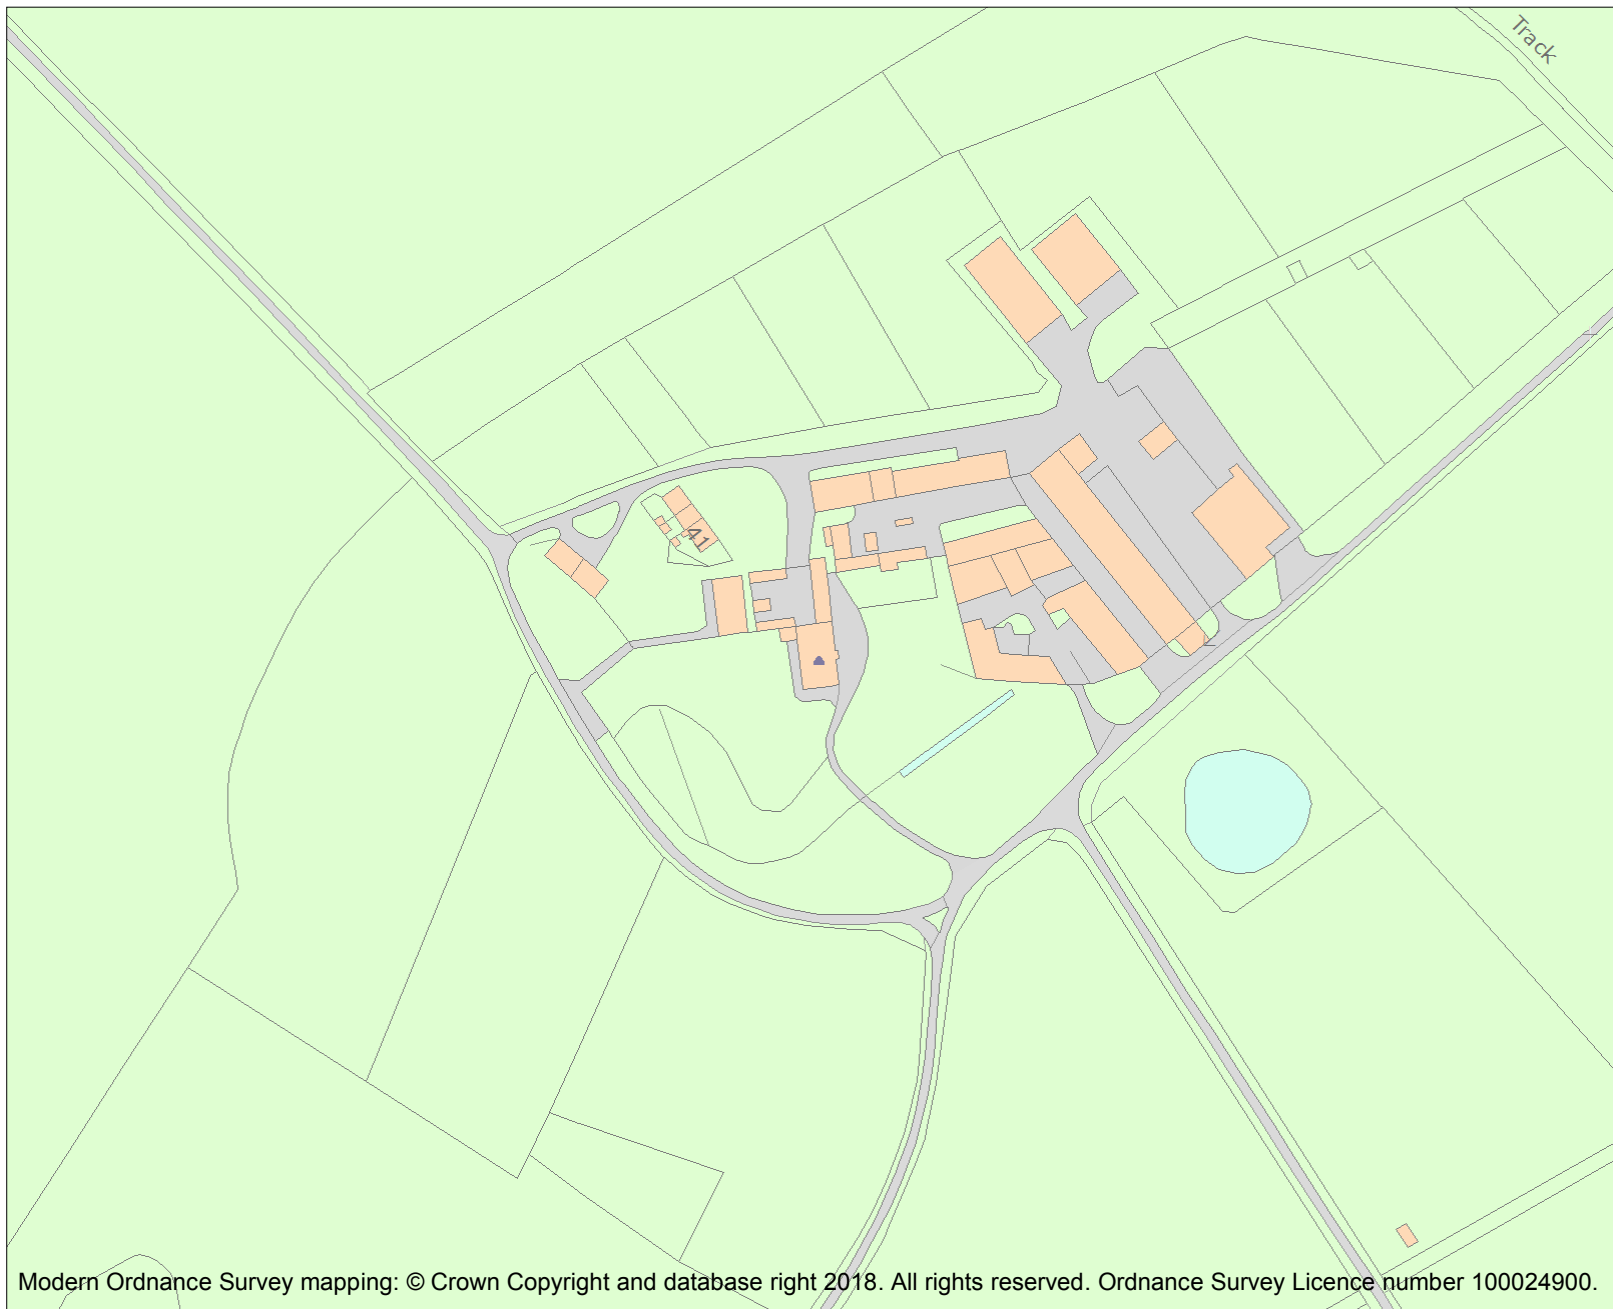 Track
41
Modern Ordnance Survey mapping: © Crown Copyright and database right 2018. All rights reserved. Ordnance Survey Licence number 100024900.